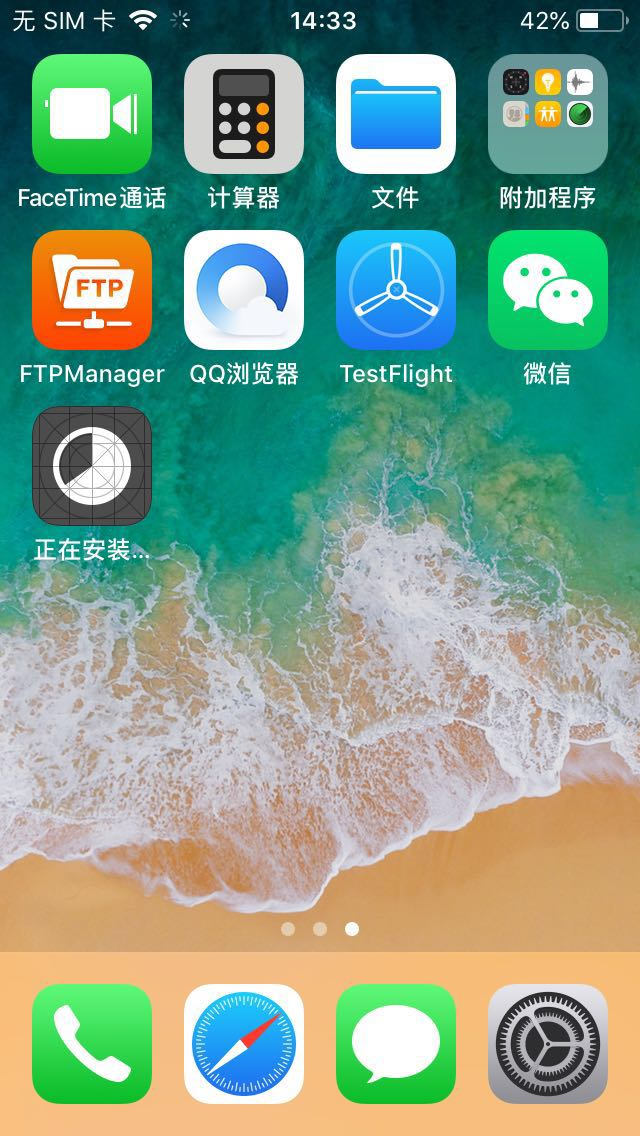 无 SIM 卡 14:33 42%
FaceTime通话 计算器 文件 附加程序
FTP
FTPManager QQ浏览器 TestFlight 微信
正在安装...